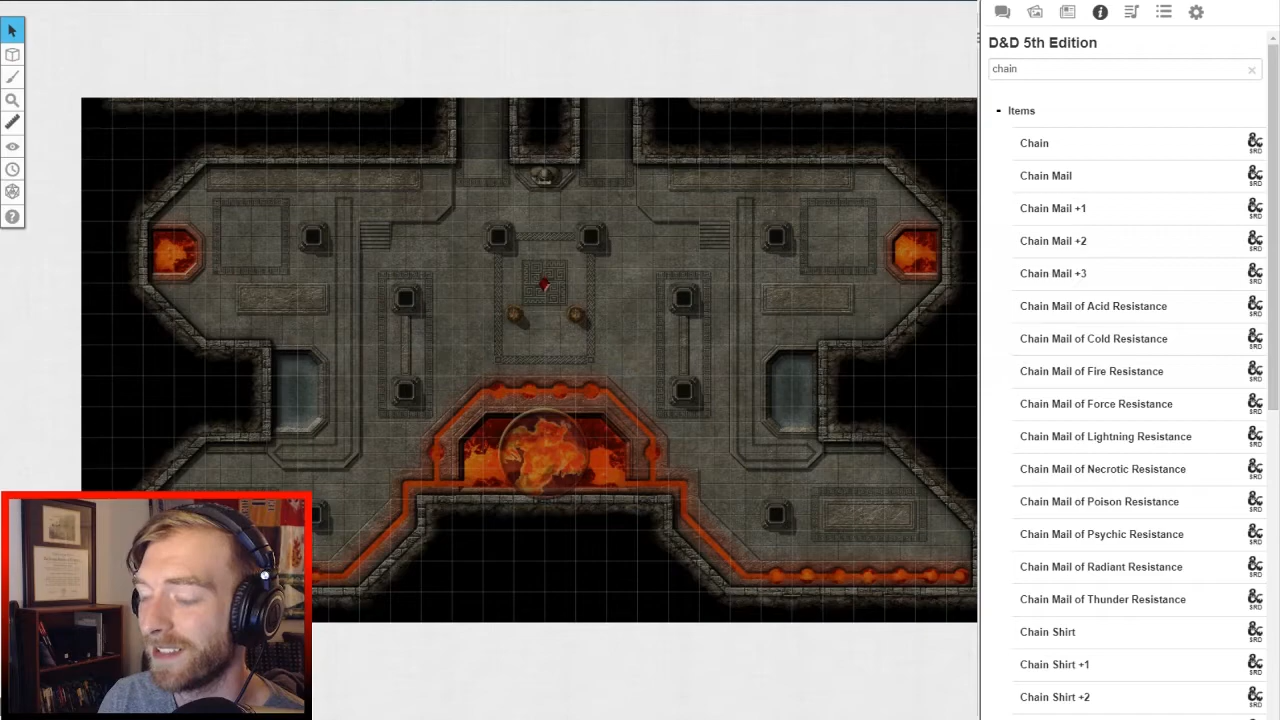 D&D 5th Edition
chain
Items
Chain
Chain Mail
Chain Mail +1
Chain Mail +2
Chain Mail +3
Chain Mail of Acid Resistance
Chain Mail of Cold Resistance
Chain Mail of Fire Resistance
Chain Mail of Force Resistance
Chain Mail of Lightning Resistance
Chain Mail of Necrotic Resistance
Chain Mail of Poison Resistance
Chain Mail of Psychic Resistance
Chain Mail of Radiant Resistance
Chain Mail of Thunder Resistance
Chain Shirt
Chain Shirt +1
Chain Shirt +2